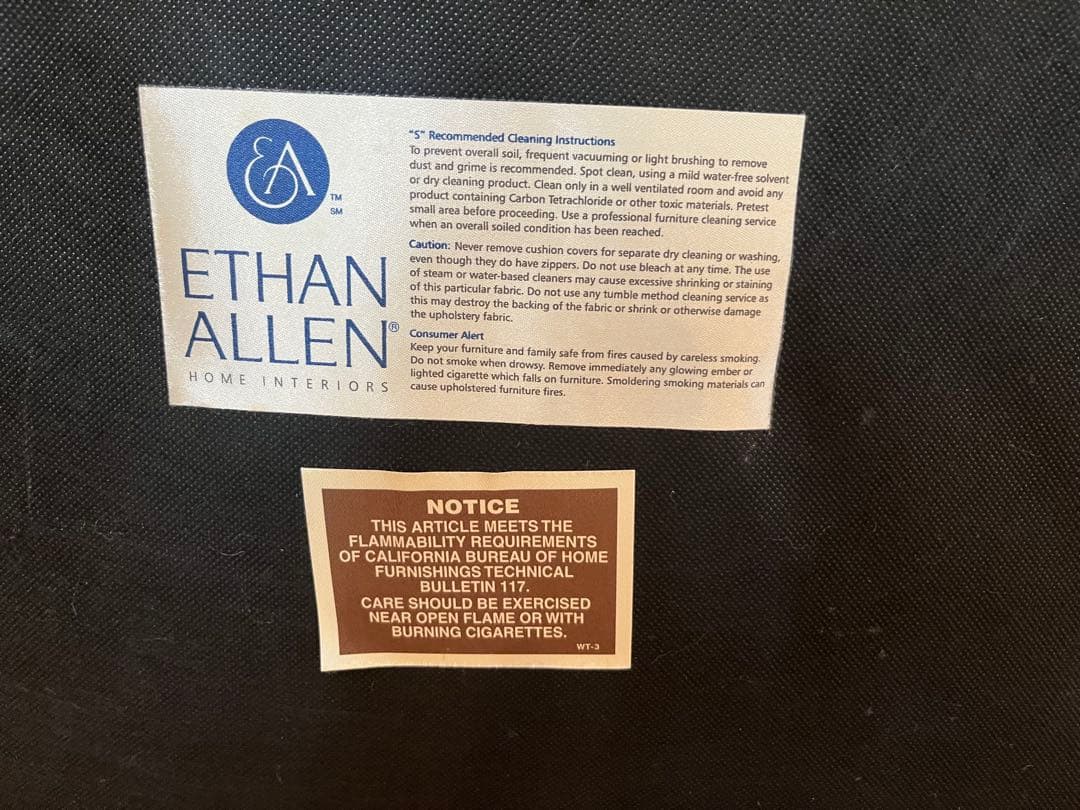 EA
TM
SM
ETHAN
ALLEN®
HOME INTERIORS
"S" Recommended Cleaning Instructions
To prevent overall soil, frequent vacuuming or light brushing to remove
dust and grime is recommended. Spot clean, using a mild water-free solvent
or dry cleaning product. Clean only in a well ventilated room and avoid any
product containing Carbon Tetrachloride or other toxic materials. Pretest
small area before proceeding. Use a professional furniture cleaning service
when an overall soiled condition has been reached.
Caution: Never remove cushion covers for separate dry cleaning or washing,
even though they do have zippers. Do not use bleach at any time. The use
of steam or water-based cleaners may cause excessive shrinking or staining
of this particular fabric. Do not use any tumble method cleaning service as
this may destroy the backing of the fabric or shrink or otherwise damage
the upholstery fabric.
Consumer Alert
Keep your furniture and family safe from fires caused by careless smoking.
Do not smoke when drowsy. Remove immediately any glowing ember or
lighted cigarette which falls on furniture. Smoldering smoking materials can
cause upholstered furniture fires.
NOTICE
THIS ARTICLE MEETS THE
FLAMMABILITY REQUIREMENTS
OF CALIFORNIA BUREAU OF HOME
FURNISHINGS TECHNICAL
BULLETIN 117.
CARE SHOULD BE EXERCISED
NEAR OPEN FLAME OR WITH
BURNING CIGARETTES.
WT-3